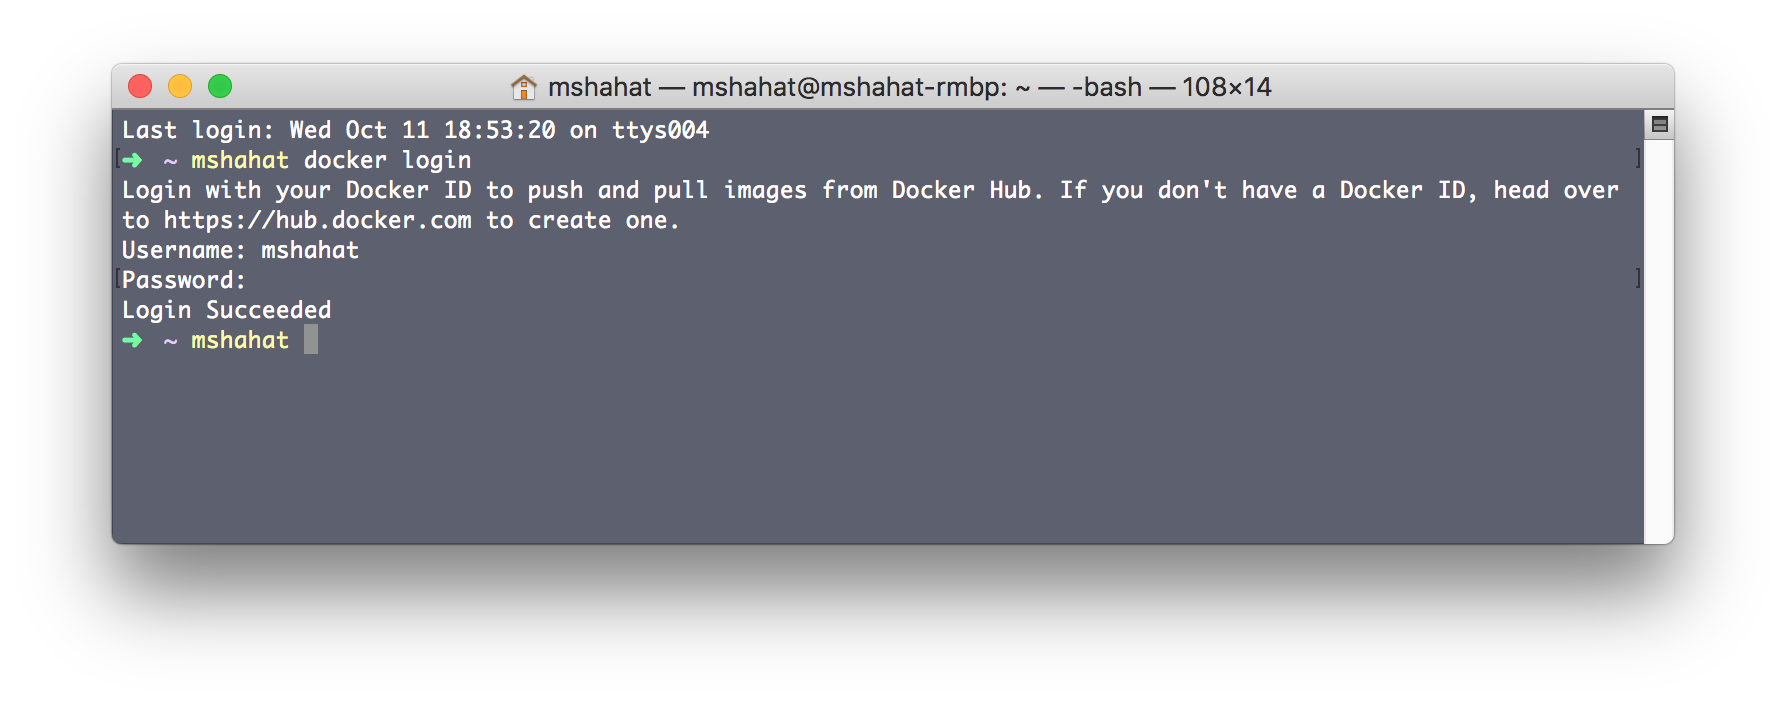 mshahat — mshahat@mshahat-rmbp: ~ — -bash — 108×14
Last login: Wed Oct 11 18:53:20 on ttys004
[➜  ~ mshahat docker login ]
Login with your Docker ID to push and pull images from Docker Hub. If you don't have a Docker ID, head over
to https://hub.docker.com to create one.
Username: mshahat
[Password: ]
Login Succeeded
➜  ~ mshahat